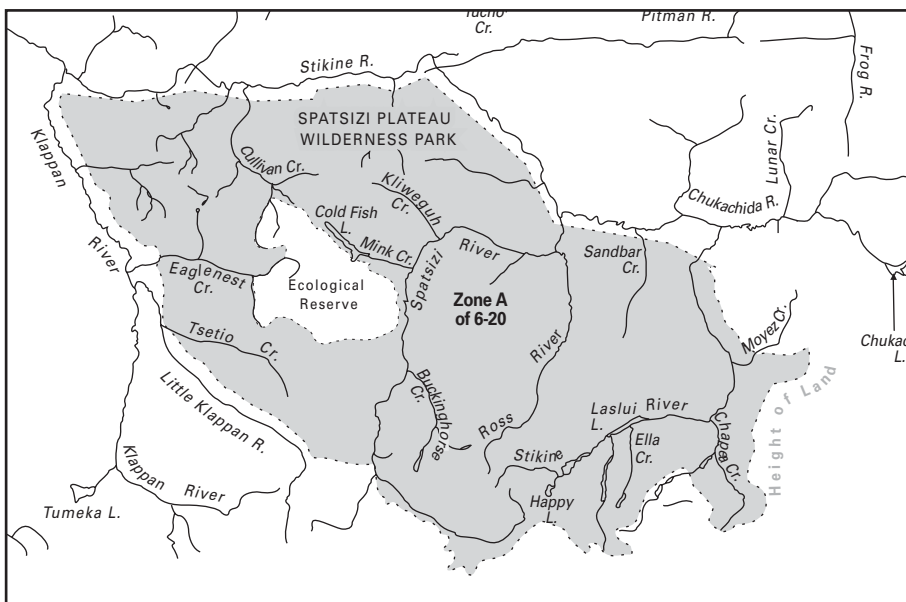 Cr.
Pitman R.
Stikine R.
Frog R.
SPATSIZI PLATEAU
WILDERNESS PARK
Klappan
River
Cullivan Cr.
Kliweguh
Cr.
Lunar Cr.
Chukachida R.
Cold Fish
L.
Mink Cr.
Spatsizi
River
Sandbar
Cr.
Eaglenest
Cr.
Ecological
Reserve
Zone A
of 6-20
Moyez Cr.
L.
Tsetio Cr.
Little Klappan R.
Buckinghorse
Cr.
Ross River
Laslui
L.
River
Height of Land
Stikine
Ella
Cr.
Chapea Cr.
Klappan River
Happy
L.
Tumeka L.